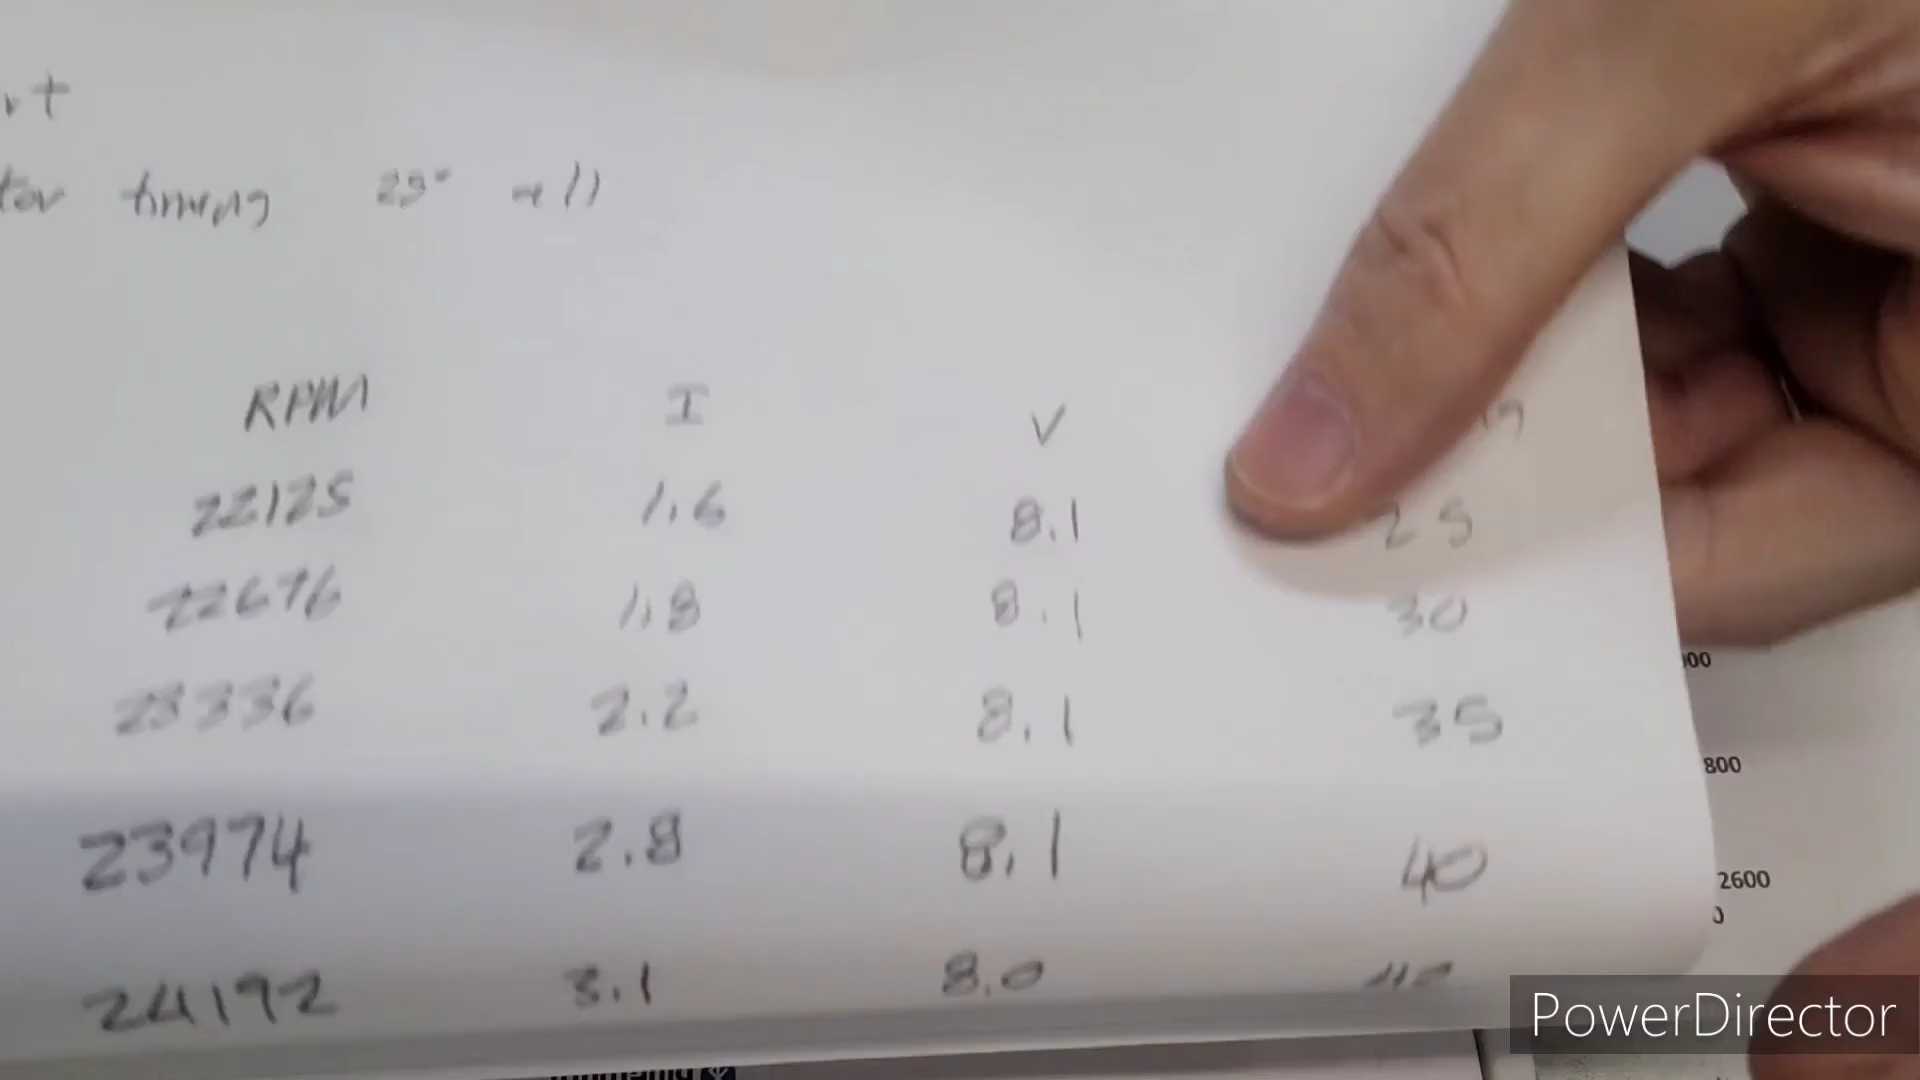 timing
RPM I V
22125 1.6 8.1 25
22676 1.8 8.1 30
23336 2.2 8.1 35
800
23974 2.8 8.1 40
2600
24192 3.1 8.0
PowerDirector